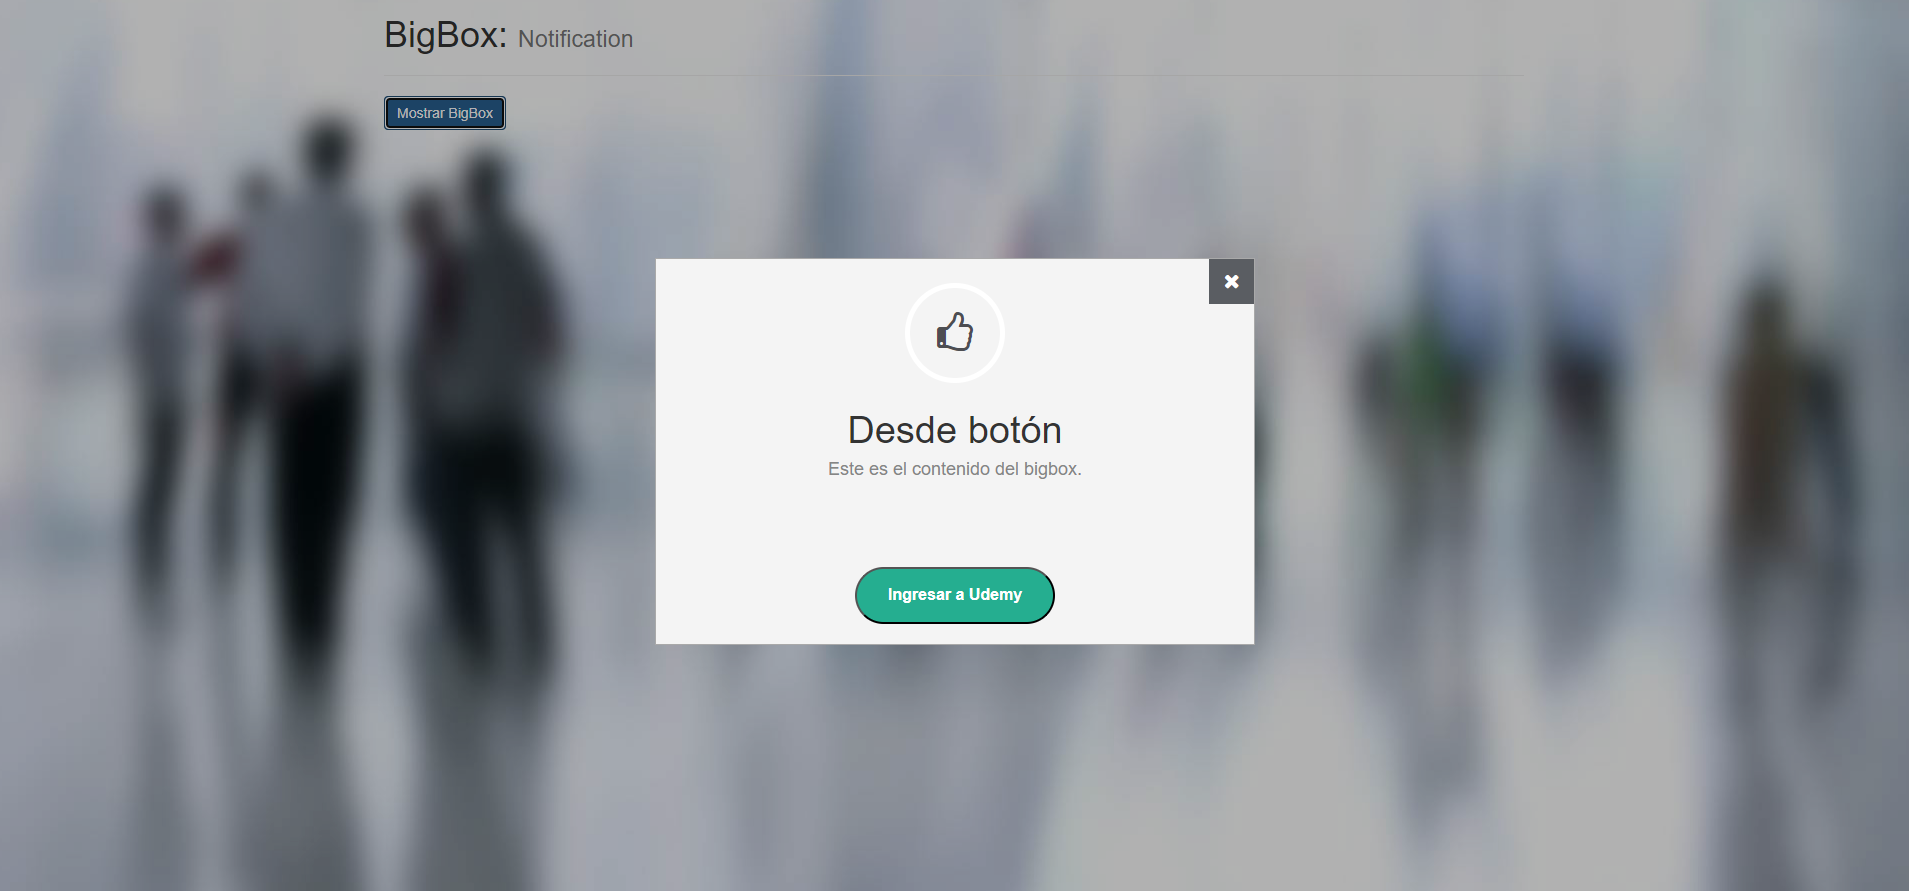 BigBox: Notification
Mostrar BigBox
Desde botón
Este es el contenido del bigbox.
Ingresar a Udemy